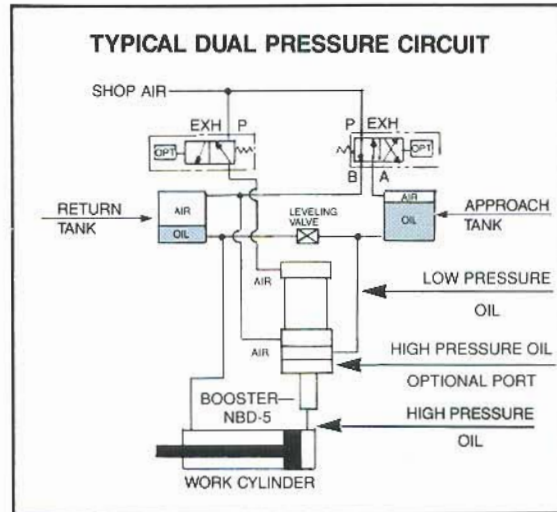 TYPICAL DUAL PRESSURE CIRCUIT
SHOP AIR
EXH P
P EXH
OPT
OPT
B A
RETURN
TANK
AIR
OIL
LEVELING
VALVE
AIR
OIL
APPROACH
TANK
AIR
LOW PRESSURE
OIL
AIR
HIGH PRESSURE OIL
OPTIONAL PORT
BOOSTER—
NBD-5
HIGH PRESSURE
OIL
WORK CYLINDER